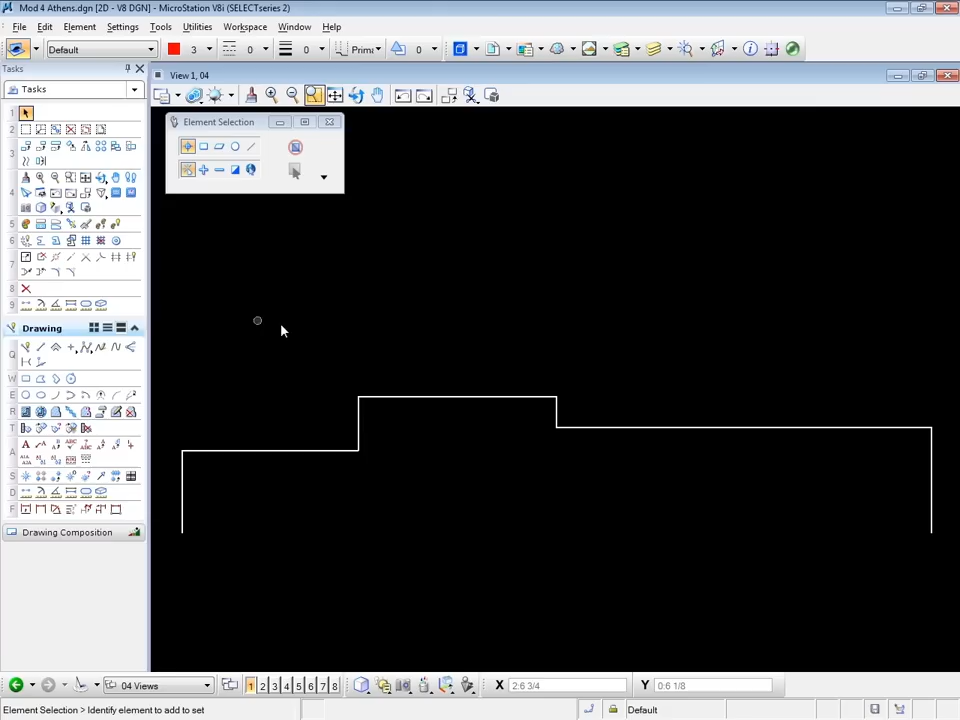 Mod 4 Athens.dgn [2D - V8 DGN] - MicroStation V8i (SELECTseries 2)
File Edit Element Settings Tools Utilities Workspace Window Help
Default 3 0 0 Prima 0
Tasks
View 1, 04
Tasks
Element Selection
1
2
3
4
5
6
7
8
9
Drawing
Q
W
E
R
T
A
S
D
F
Drawing Composition
04 Views 1 2 3 4 5 6 7 8 X 2:6 3/4 Y 0:6 1/8
Element Selection > Identify element to add to set Default